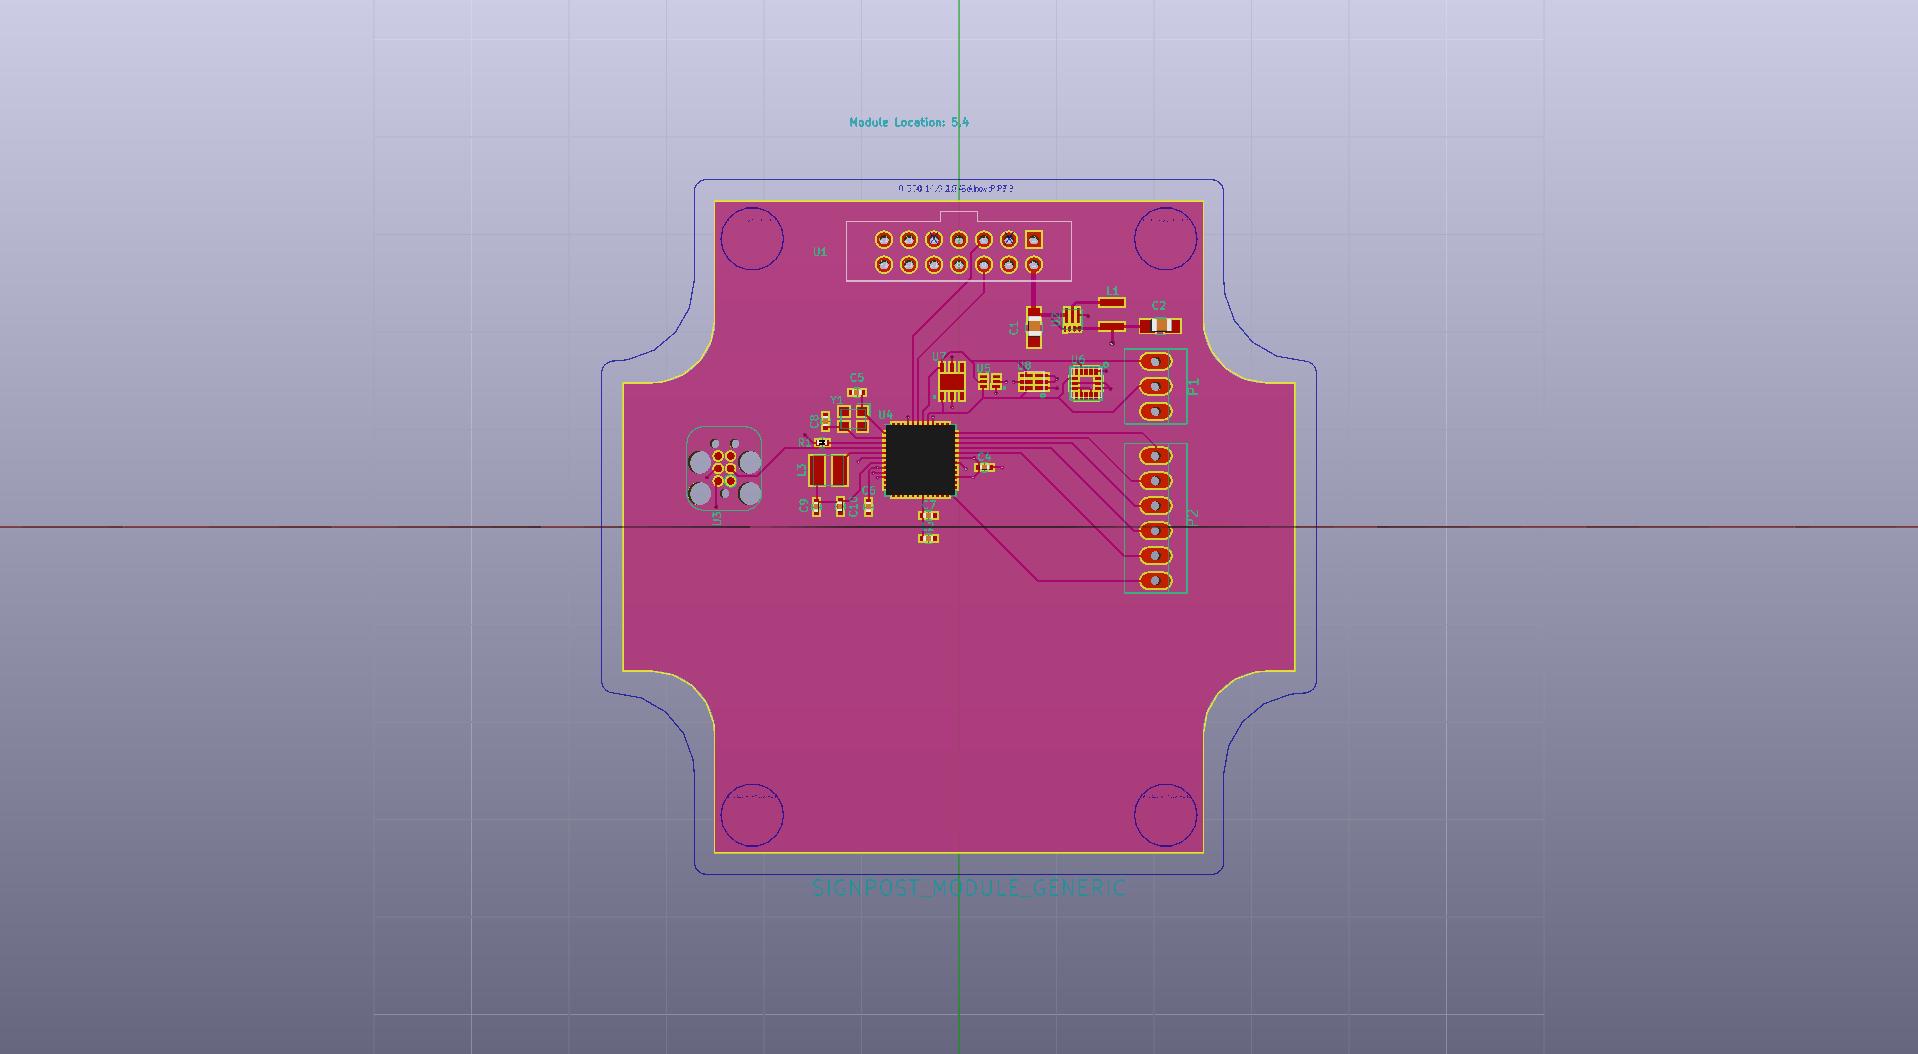 Module Location: 5,4
U1
L1
C2
C1
U7
U5
U8
U6
P1
C5
Y1
C8
U4
R1
L3
C4
U3
C9
C10
C6
C7
P2
SIGNPOST_MODULE_GENERIC